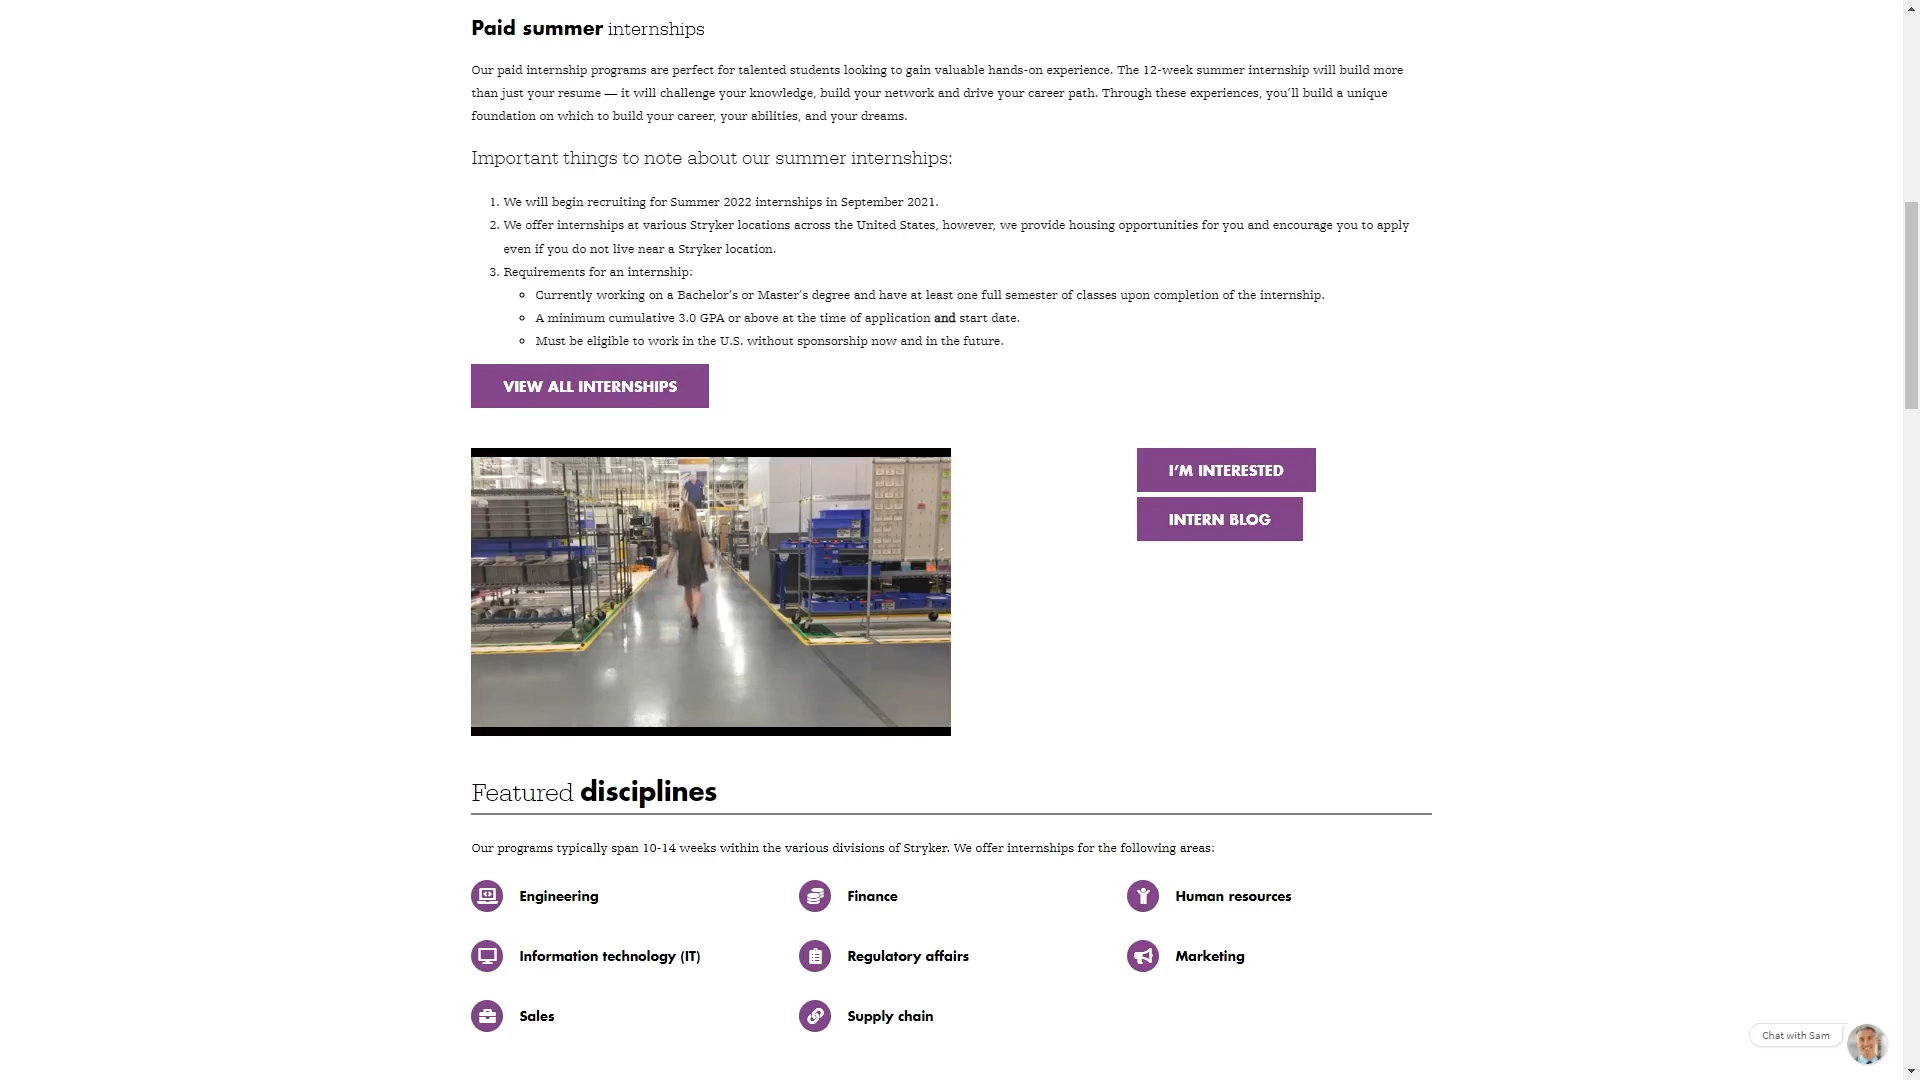 Paid summer internships
Our paid internship programs are perfect for talented students looking to gain valuable hands-on experience. The 12-week summer internship will build more
than just your resume — it will challenge your knowledge, build your network and drive your career path. Through these experiences, you’ll build a unique
foundation on which to build your career, your abilities, and your dreams.
Important things to note about our summer internships:
1. We will begin recruiting for Summer 2022 internships in September 2021.
2. We offer internships at various Stryker locations across the United States, however, we provide housing opportunities for you and encourage you to apply
even if you do not live near a Stryker location.
3. Requirements for an internship:
Currently working on a Bachelor’s or Master’s degree and have at least one full semester of classes upon completion of the internship.
A minimum cumulative 3.0 GPA or above at the time of application and start date.
Must be eligible to work in the U.S. without sponsorship now and in the future.
VIEW ALL INTERNSHIPS
I’M INTERESTED
INTERN BLOG
Featured disciplines
Our programs typically span 10-14 weeks within the various divisions of Stryker. We offer internships for the following areas:
Engineering
Finance
Human resources
Information technology (IT)
Regulatory affairs
Marketing
Sales
Supply chain
Chat with Sam